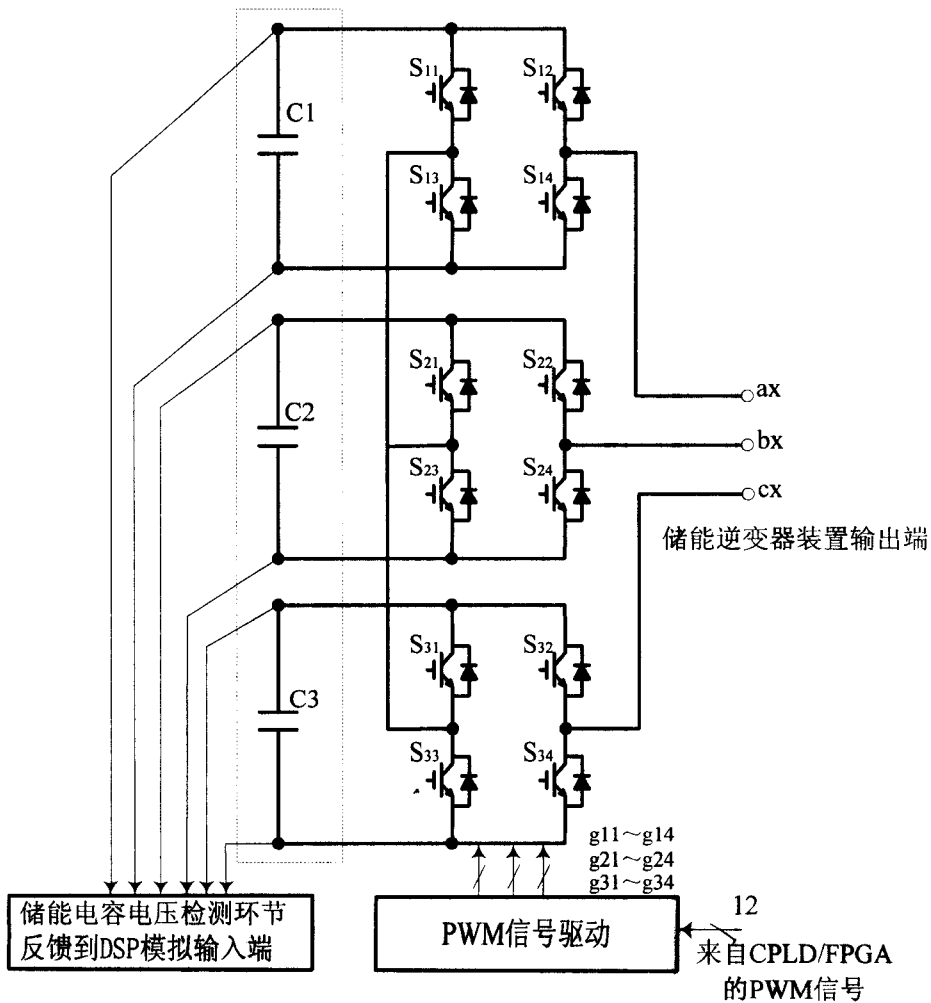 S11
S12
C1
S13
S14
S21
S22
ax
C2
bx
S23
S24
cx
储能逆变器装置输出端
S31
S32
C3
S33
S34
g11～g14
g21～g24
g31～g34
储能电容电压检测环节
反馈到DSP模拟输入端
PWM信号驱动
12
来自CPLD/FPGA
的PWM信号